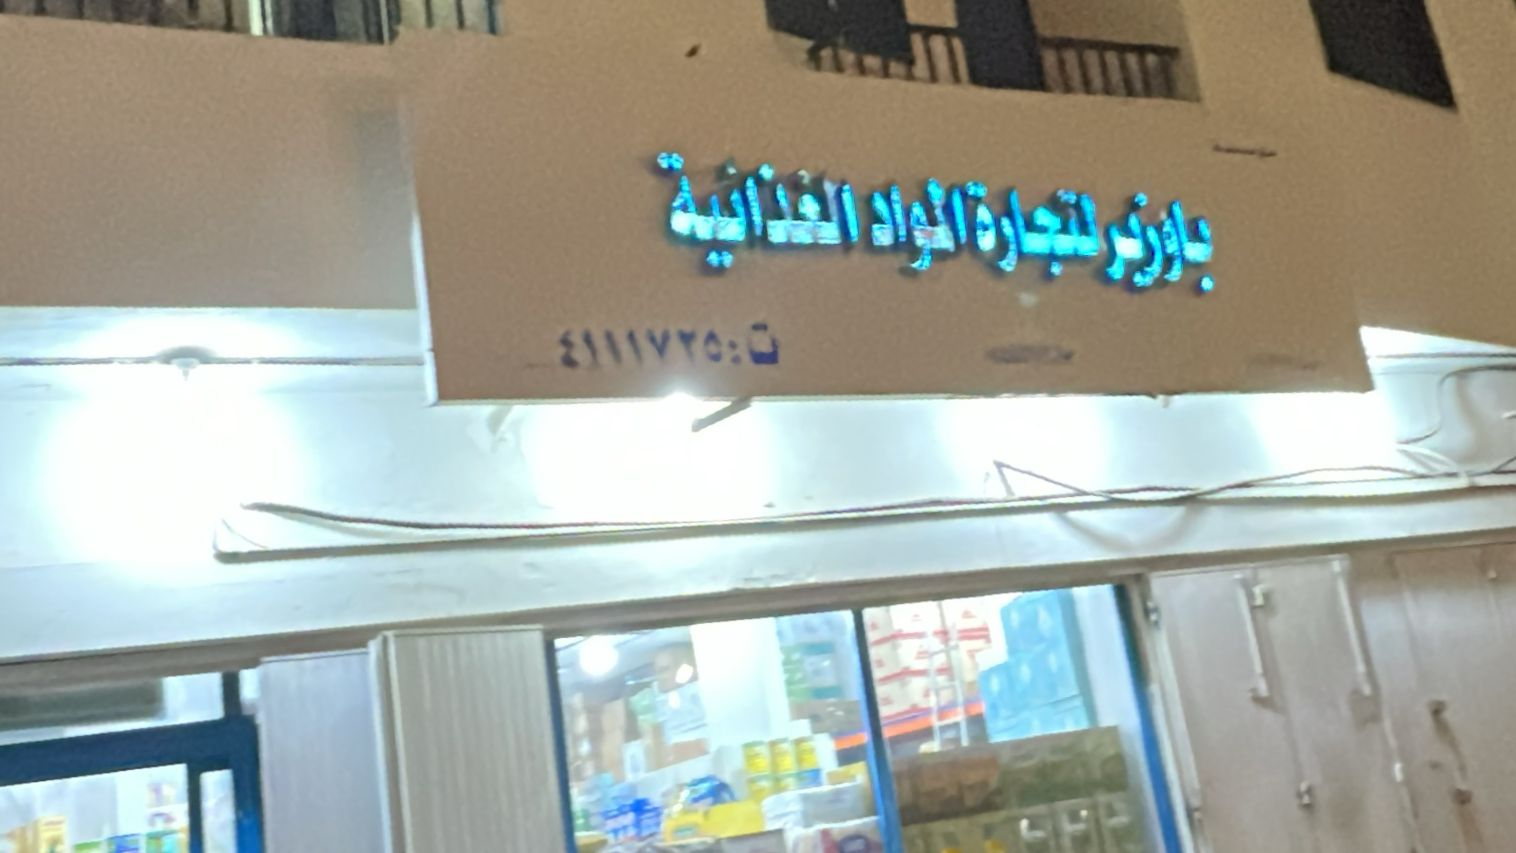 باوزير لتجارة المواد الغذائية
ت: ٤١١١٧٢٥